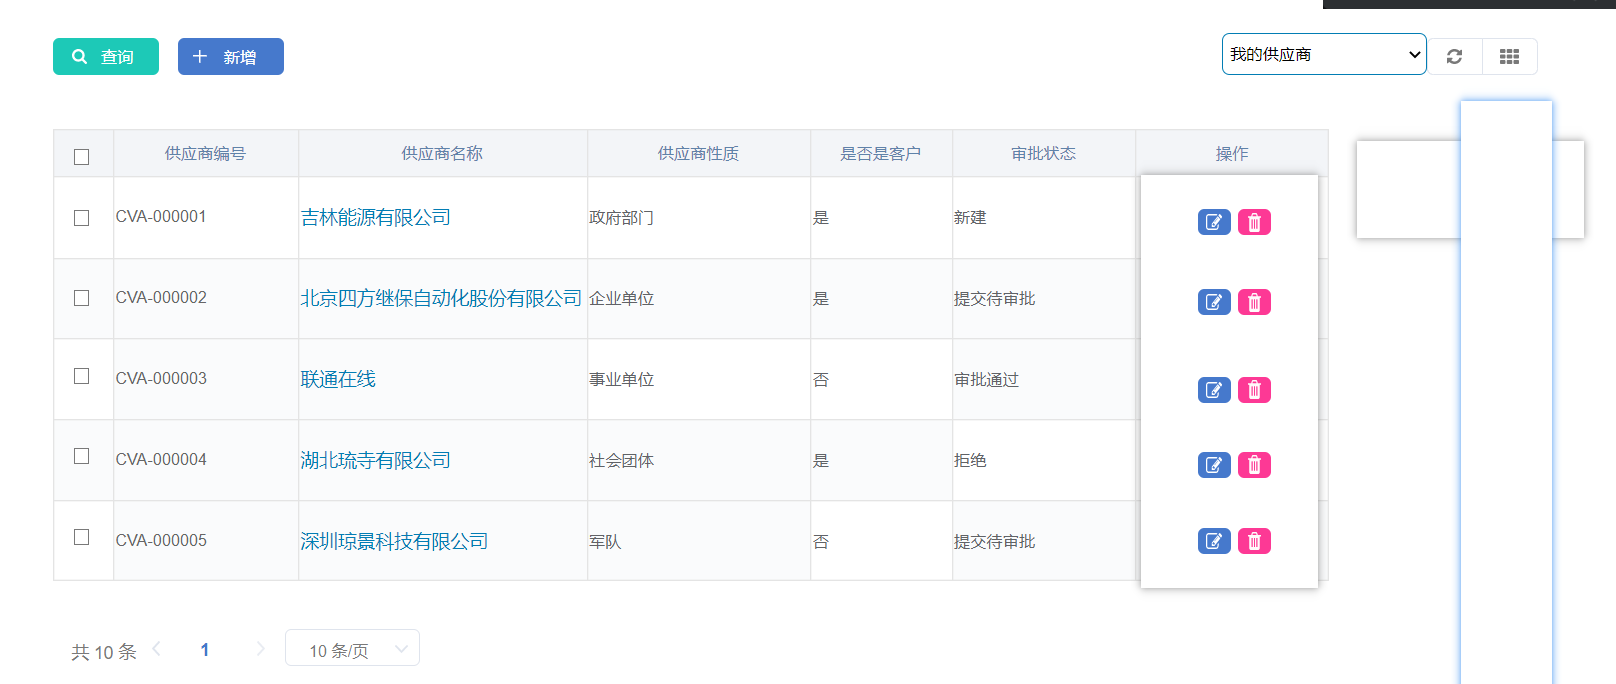 查询 新增 我的供应商
供应商编号 供应商名称 供应商性质 是否是客户 审批状态 操作
CVA-000001 吉林能源有限公司 政府部门 是 新建
CVA-000002 北京四方继保自动化股份有限公司 企业单位 是 提交待审批
CVA-000003 联通在线 事业单位 否 审批通过
CVA-000004 湖北琉寺有限公司 社会团体 是 拒绝
CVA-000005 深圳琼景科技有限公司 军队 否 提交待审批
共 10 条 1 10 条/页